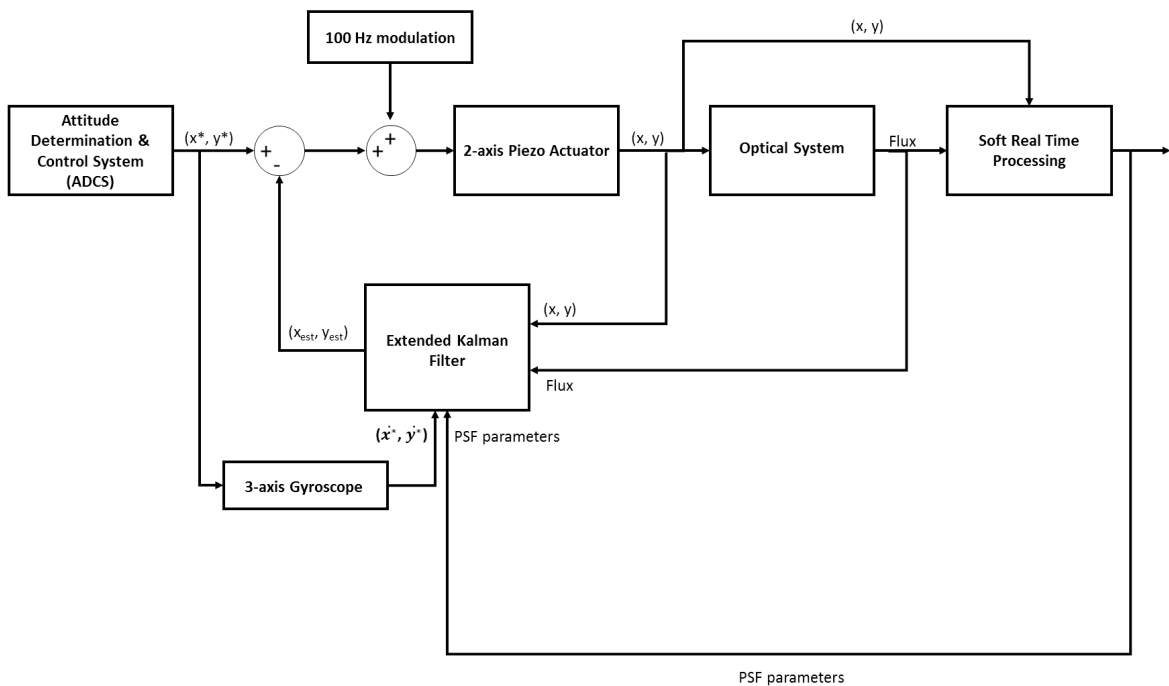 100 Hz modulation
(x, y)
Attitude
Determination &
Control System
(ADCS)
(x*, y*)
+
-
+
+
2-axis Piezo Actuator
(x, y)
Optical System
Flux
Soft Real Time
Processing
(x, y)
(xest, yest)
Extended Kalman
Filter
Flux
(ẋ*, ẏ*)
PSF parameters
3-axis Gyroscope
PSF parameters